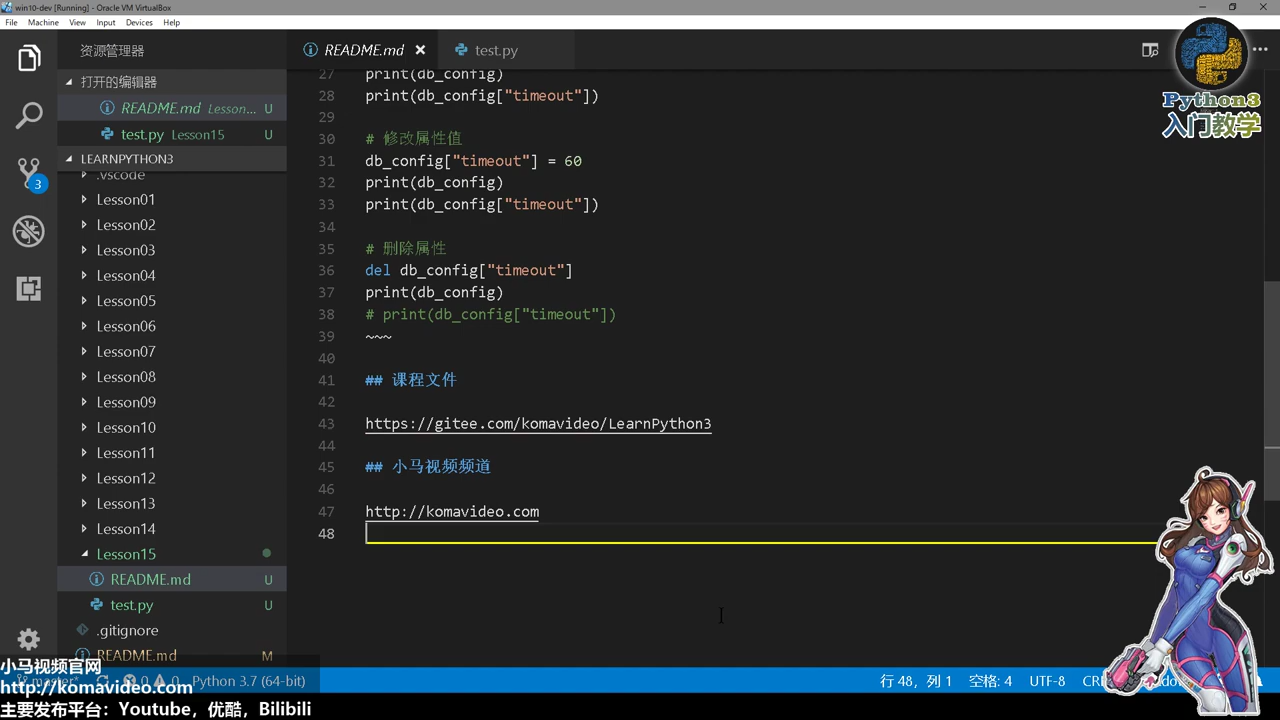 win10-dev [Running] - Oracle VM VirtualBox
File Machine View Input Devices Help
资源管理器
打开的编辑器
README.md Lesson... U
test.py Lesson15 U
LEARNPYTHON3
.vscode
Lesson01
Lesson02
Lesson03
Lesson04
Lesson05
Lesson06
Lesson07
Lesson08
Lesson09
Lesson10
Lesson11
Lesson12
Lesson13
Lesson14
Lesson15
README.md U
test.py U
.gitignore
README.md M
3
README.md test.py
27 print(db_config)
28 print(db_config["timeout"])
29
30 # 修改属性值
31 db_config["timeout"] = 60
32 print(db_config)
33 print(db_config["timeout"])
34
35 # 删除属性
36 del db_config["timeout"]
37 print(db_config)
38 # print(db_config["timeout"])
39 ~~~
40
41 ## 课程文件
42
43 https://gitee.com/komavideo/LearnPython3
44
45 ## 小马视频频道
46
47 http://komavideo.com
48
Python3
入门教学
master* 0 0 Python 3.7 (64-bit)
行 48，列 1 空格: 4 UTF-8
小马视频官网
http://komavideo.com
主要发布平台：Youtube，优酷，Bilibili